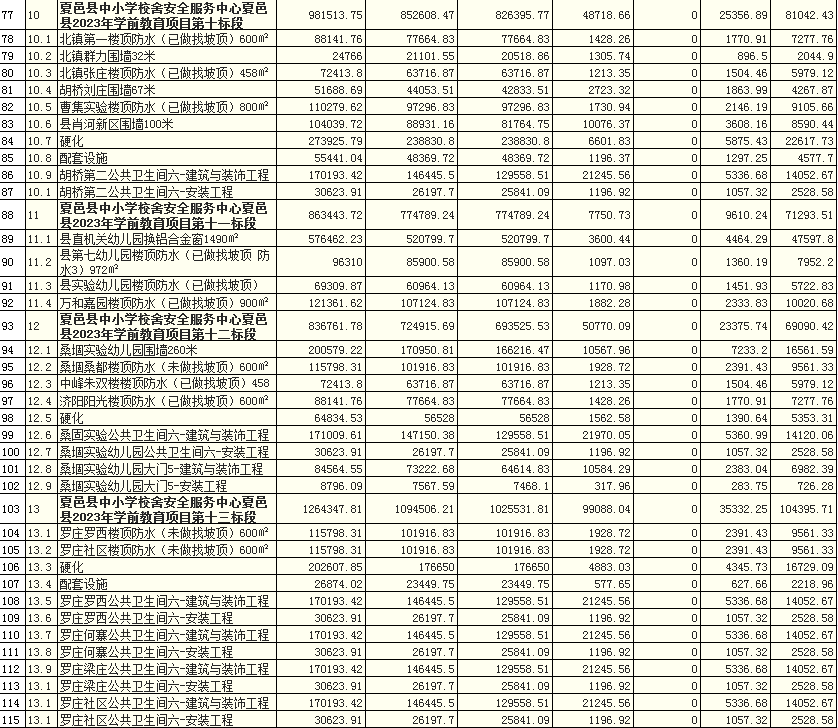 77 10 夏邑县中小学校舍安全服务中心夏邑 981513.75 852608.47 826395.77 48718.66 0 25356.89 81042.43
县2023年学前教育项目第十标段
78 10.1 北镇第一楼顶防水（已做找坡顶）600㎡ 88141.76 77664.83 77664.83 1428.26 0 1770.91 7277.76
79 10.2 北镇群力围墙32米 24766 21101.55 20518.86 1305.74 0 896.5 2044.9
80 10.3 北镇张庄楼顶防水（已做找坡顶）458㎡ 72413.8 63716.87 63716.87 1213.35 0 1504.46 5979.12
81 10.4 胡桥刘庄围墙67米 51688.69 44053.51 42833.51 2723.32 0 1863.99 4267.87
82 10.5 曹集实验楼顶防水（已做找坡顶）800㎡ 110279.62 97296.83 97296.83 1730.94 0 2146.19 9105.66
83 10.6 县肖河新区围墙100米 104039.72 88931.16 81764.75 10076.37 0 3608.16 8590.44
84 10.7 硬化 273925.79 238830.8 238830.8 6601.83 0 5875.43 22617.73
85 10.8 配套设施 55441.04 48369.72 48369.72 1196.37 0 1297.25 4577.7
86 10.9 胡桥第二公共卫生间六-建筑与装饰工程 170193.42 146445.5 129558.51 21245.56 0 5336.68 14052.67
87 10.1 胡桥第二公共卫生间六-安装工程 30623.91 26197.7 25841.09 1196.92 0 1057.32 2528.58
88 11 夏邑县中小学校舍安全服务中心夏邑 863443.72 774789.24 774789.24 7750.73 0 9610.24 71293.51
县2023年学前教育项目第十一标段
89 11.1 县直机关幼儿园换铝合金窗1490㎡ 576462.23 520799.7 520799.7 3600.44 0 4464.29 47597.8
90 11.2 县第七幼儿园楼顶防水（已做找坡顶 防 96310 85900.58 85900.58 1097.03 0 1360.19 7952.2
水3）972㎡
91 11.3 县实验幼儿园楼顶防水（已做找坡顶） 69309.87 60964.13 60964.13 1170.98 0 1451.93 5722.83
92 11.4 万和嘉园楼顶防水（已做找坡顶）900㎡ 121361.62 107124.83 107124.83 1882.28 0 2333.83 10020.68
93 12 夏邑县中小学校舍安全服务中心夏邑 836761.78 724915.69 693525.53 50770.09 0 23375.74 69090.42
县2023年学前教育项目第十二标段
94 12.1 桑堌实验幼儿园围墙260米 200579.22 170950.81 166216.47 10567.96 0 7233.2 16561.59
95 12.2 桑堌桑都楼顶防水（未做找坡顶）600㎡ 115798.31 101916.83 101916.83 1928.72 0 2391.43 9561.33
96 12.3 中峰朱双楼楼顶防水（已做找坡顶）458 72413.8 63716.87 63716.87 1213.35 0 1504.46 5979.12
97 12.4 济阳阳光楼顶防水（已做找坡顶）600㎡ 88141.76 77664.83 77664.83 1428.26 0 1770.91 7277.76
98 12.5 硬化 64834.53 56528 56528 1562.58 0 1390.64 5353.31
99 12.6 桑固实验公共卫生间六-建筑与装饰工程 171009.61 147150.38 129558.51 21970.05 0 5360.99 14120.06
100 12.7 桑堌实验幼儿园公共卫生间六-安装工程 30623.91 26197.7 25841.09 1196.92 0 1057.32 2528.58
101 12.8 桑堌实验幼儿园大门5-建筑与装饰工程 84564.55 73222.68 64614.83 10584.29 0 2383.04 6982.39
102 12.9 桑堌实验幼儿园大门5-安装工程 8796.09 7567.59 7468.1 317.96 0 283.75 726.28
103 13 夏邑县中小学校舍安全服务中心夏邑 1264347.81 1094506.21 1025531.81 99088.04 0 35332.25 104395.71
县2023年学前教育项目第十三标段
104 13.1 罗庄罗西楼顶防水（未做找坡顶）600㎡ 115798.31 101916.83 101916.83 1928.72 0 2391.43 9561.33
105 13.2 罗庄社区楼顶防水（未做找坡顶）600㎡ 115798.31 101916.83 101916.83 1928.72 0 2391.43 9561.33
106 13.3 硬化 202607.85 176650 176650 4883.03 0 4345.73 16729.09
107 13.4 配套设施 26874.02 23449.75 23449.75 577.65 0 627.66 2218.96
108 13.5 罗庄罗西公共卫生间六-建筑与装饰工程 170193.42 146445.5 129558.51 21245.56 0 5336.68 14052.67
109 13.6 罗庄罗西公共卫生间六-安装工程 30623.91 26197.7 25841.09 1196.92 0 1057.32 2528.58
110 13.7 罗庄何寨公共卫生间六-建筑与装饰工程 170193.42 146445.5 129558.51 21245.56 0 5336.68 14052.67
111 13.8 罗庄何寨公共卫生间六-安装工程 30623.91 26197.7 25841.09 1196.92 0 1057.32 2528.58
112 13.9 罗庄梁庄公共卫生间六-建筑与装饰工程 170193.42 146445.5 129558.51 21245.56 0 5336.68 14052.67
113 13.1 罗庄梁庄公共卫生间六-安装工程 30623.91 26197.7 25841.09 1196.92 0 1057.32 2528.58
114 13.1 罗庄社区公共卫生间六-建筑与装饰工程 170193.42 146445.5 129558.51 21245.56 0 5336.68 14052.67
115 13.1 罗庄社区公共卫生间六-安装工程 30623.91 26197.7 25841.09 1196.92 0 1057.32 2528.58